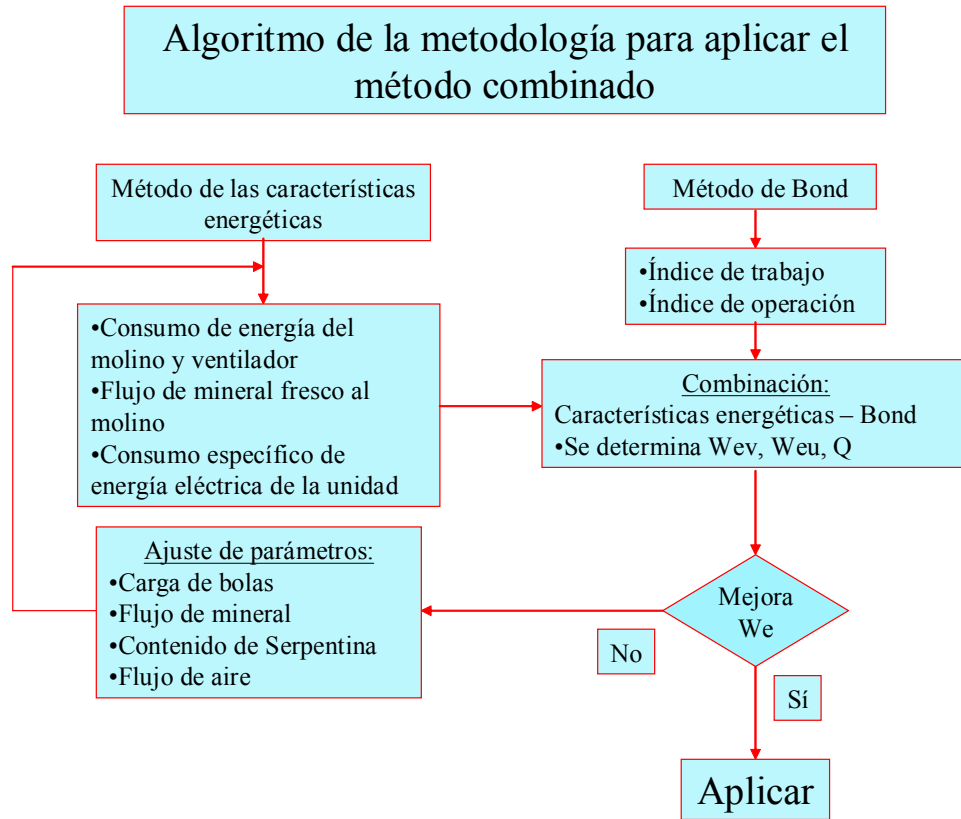 Algoritmo de la metodología para aplicar el
método combinado
Método de las características
energéticas
•Consumo de energía del
molino y ventilador
•Flujo de mineral fresco al
molino
•Consumo específico de
energía eléctrica de la unidad
Ajuste de parámetros:
•Carga de bolas
•Flujo de mineral
•Contenido de Serpentina
•Flujo de aire
Método de Bond
•Índice de trabajo
•Índice de operación
Combinación:
Características energéticas – Bond
•Se determina Wev, Weu, Q
Mejora
We
No
Sí
Aplicar